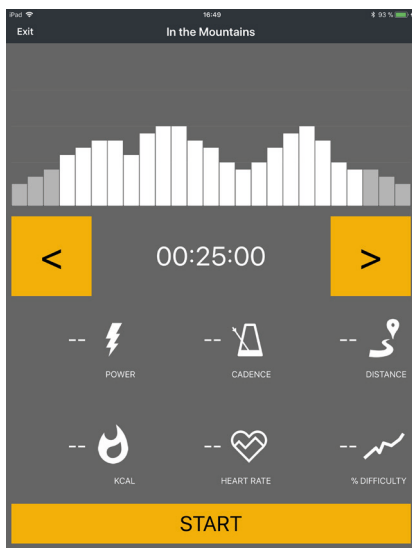 iPad 16:49 93 %
Exit In the Mountains
< 00:25:00 >
-- -- --
POWER CADENCE DISTANCE
-- -- --
KCAL HEART RATE % DIFFICULTY
START